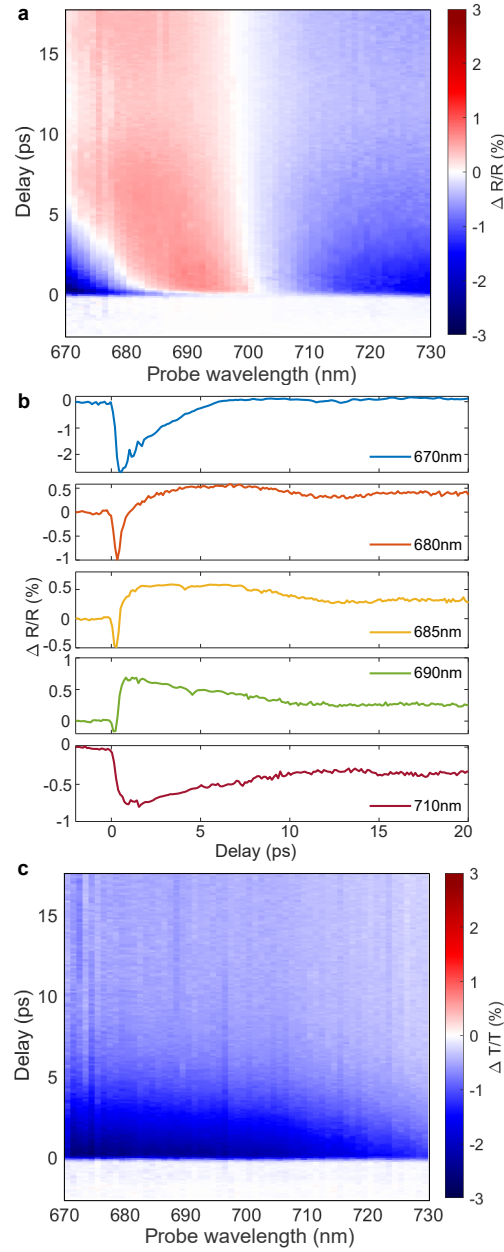 a
3
2
1
0
-1
-2
-3
Δ R/R (%)
15
10
5
0
Delay (ps)
670 680 690 700 710 720 730
Probe wavelength (nm)
b
0
-1
-2
670nm
0.5
0
-0.5
-1
680nm
0.5
0
-0.5
685nm
Δ R/R (%)
1
0.5
0
690nm
0
-0.5
-1
710nm
0 5 10 15 20
Delay (ps)
c
3
2
1
0
-1
-2
-3
Δ T/T (%)
15
10
5
0
Delay (ps)
670 680 690 700 710 720 730
Probe wavelength (nm)